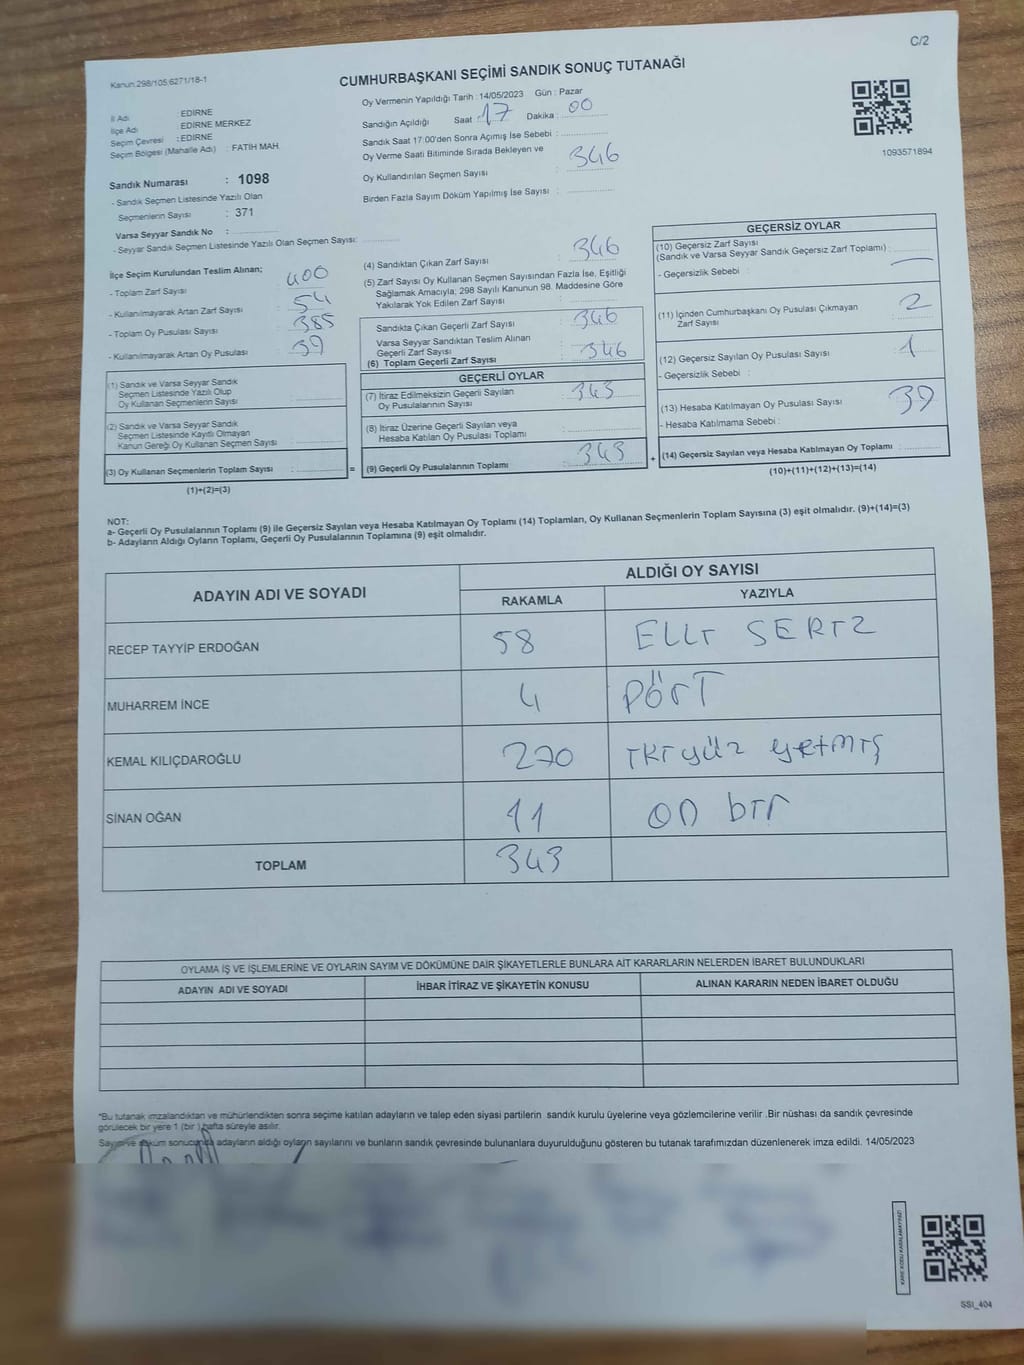 C/2
Kanun.298/105;6271/18-1
CUMHURBAŞKANI SEÇİMİ SANDIK SONUÇ TUTANAĞI
İl Adı : EDİRNE
İlçe Adı : EDİRNE MERKEZ
Seçim Çevresi : EDİRNE
Seçim Bölgesi (Mahalle Adı) : FATİH MAH.
Sandık Numarası : 1098
- Sandık Seçmen Listesinde Yazılı Olan
Seçmenlerin Sayısı : 371
Varsa Seyyar Sandık No :
- Seyyar Sandık Seçmen Listesinde Yazılı Olan Seçmen Sayısı:
Oy Vermenin Yapıldığı Tarih : 14/05/2023 Gün : Pazar
Sandığın Açıldığı Saat : 17 Dakika : 00
Sandık Saat 17:00'den Sonra Açımış İse Sebebi :
Oy Verme Saati Bitiminde Sırada Bekleyen ve
Oy Kullandırılan Seçmen Sayısı : 346
Birden Fazla Sayım Döküm Yapılmış İse Sayısı :
1093571894
İlçe Seçim Kurulundan Teslim Alınan;
- Toplam Zarf Sayısı : 400
- Kullanılmayarak Artan Zarf Sayısı : 54
- Toplam Oy Pusulası Sayısı : 385
- Kullanılmayarak Artan Oy Pusulası : 39
(1) Sandık ve Varsa Seyyar Sandık
Seçmen Listesinde Yazılı Olup
Oy Kullanan Seçmenlerin Sayısı :
(2) Sandık ve Varsa Seyyar Sandık
Seçmen Listesinde Kayıtlı Olmayan
Kanun Gereği Oy Kullanan Seçmen Sayısı :
(3) Oy Kullanan Seçmenlerin Toplam Sayısı :
(1)+(2)=(3)
=
(4) Sandıktan Çıkan Zarf Sayısı : 346
(5) Zarf Sayısı Oy Kullanan Seçmen Sayısından Fazla İse, Eşitliği
Sağlamak Amacıyla; 298 Sayılı Kanunun 98. Maddesine Göre
Yakılarak Yok Edilen Zarf Sayısı :
Sandıkta Çıkan Geçerli Zarf Sayısı : 346
Varsa Seyyar Sandıktan Teslim Alınan
Geçerli Zarf Sayısı :
(6) Toplam Geçerli Zarf Sayısı : 346
GEÇERLİ OYLAR
(7) İtiraz Edilmeksizin Geçerli Sayılan
Oy Pusulalarının Sayısı : 343
(8) İtiraz Üzerine Geçerli Sayılan veya
Hesaba Katılan Oy Pusulası Toplamı :
(9) Geçerli Oy Pusulalarının Toplamı : 343
+
GEÇERSİZ OYLAR
(10) Geçersiz Zarf Sayısı
(Sandık ve Varsa Seyyar Sandık Geçersiz Zarf Toplamı) :
- Geçersizlik Sebebi :
(11) İçinden Cumhurbaşkanı Oy Pusulası Çıkmayan
Zarf Sayısı : 2
(12) Geçersiz Sayılan Oy Pusulası Sayısı : 1
- Geçersizlik Sebebi :
(13) Hesaba Katılmayan Oy Pusulası Sayısı : 39
- Hesaba Katılmama Sebebi :
(14) Geçersiz Sayılan veya Hesaba Katılmayan Oy Toplamı :
(10)+(11)+(12)+(13)=(14)
NOT:
a- Geçerli Oy Pusulalarının Toplamı (9) ile Geçersiz Sayılan veya Hesaba Katılmayan Oy Toplamı (14) Toplamları, Oy Kullanan Seçmenlerin Toplam Sayısına (3) eşit olmalıdır. (9)+(14)=(3)
b- Adayların Aldığı Oyların Toplamı, Geçerli Oy Pusulalarının Toplamına (9) eşit olmalıdır.
ADAYIN ADI VE SOYADI
ALDIĞI OY SAYISI
RAKAMLA YAZIYLA
RECEP TAYYİP ERDOĞAN 58 ELLİ SEKİZ
MUHARREM İNCE 4 DÖRT
KEMAL KILIÇDAROĞLU 270 İKİYÜZ YETMİŞ
SİNAN OĞAN 11 ON BİR
TOPLAM 343
OYLAMA İŞ VE İŞLEMLERİNE VE OYLARIN SAYIM VE DÖKÜMÜNE DAİR ŞİKAYETLERLE BUNLARA AİT KARARLARIN NELERDEN İBARET BULUNDUKLARI
ADAYIN ADI VE SOYADI İHBAR İTİRAZ VE ŞİKAYETİN KONUSU ALINAN KARARIN NEDEN İBARET OLDUĞU
*Bu tutanak imzalandıktan ve mühürlendikten sonra seçime katılan adayların ve talep eden siyasi partilerin sandık kurulu üyelerine veya gözlemcilerine verilir .Bir nüshası da sandık çevresinde
görülecek bir yere 1 (bir ) hafta süreyle asılır.
Sayım ve döküm sonucunda adayların aldığı oyların sayılarını ve bunların sandık çevresinde bulunanlara duyurulduğunu gösteren bu tutanak tarafımızdan düzenlenerek imza edildi. 14/05/2023
KARE KODU KARALAMAYINIZ!
SSI_404